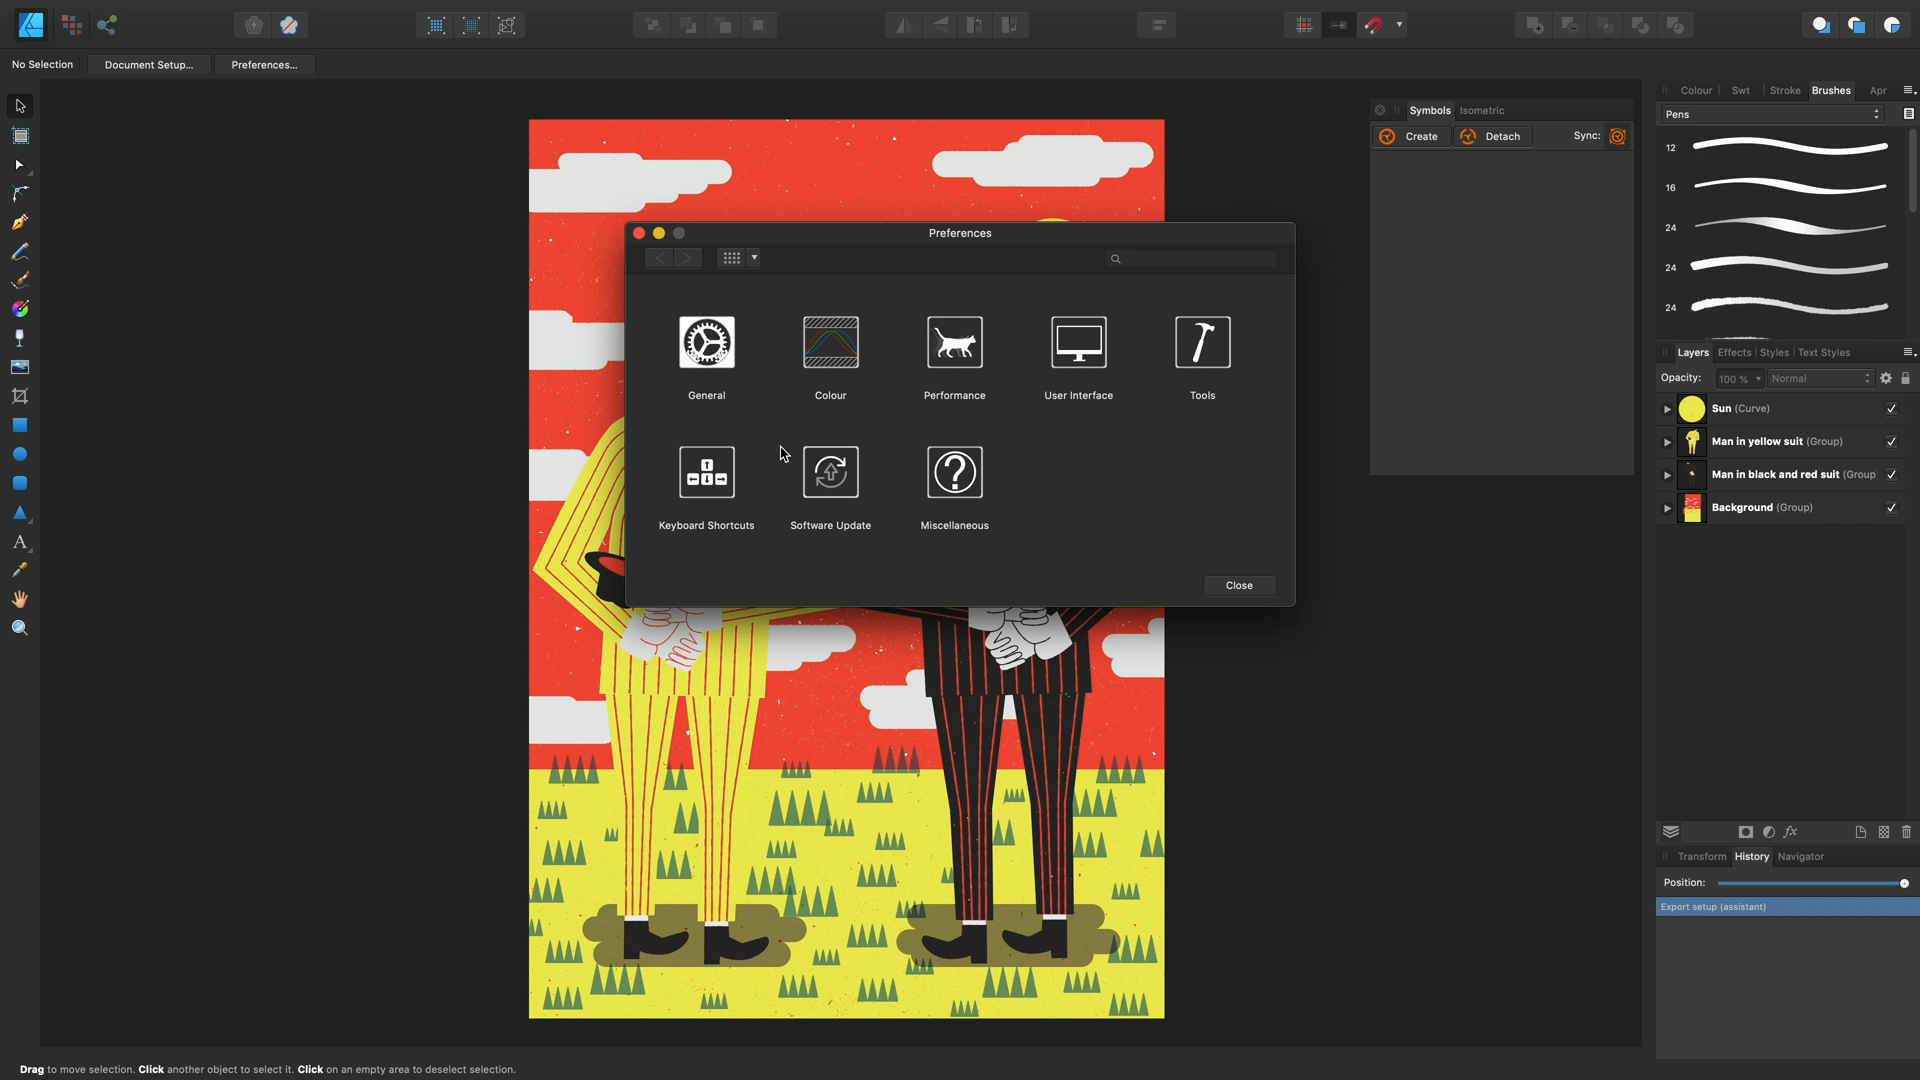 No Selection
Document Setup...
Preferences...
Preferences
General
Colour
Performance
User Interface
Tools
Keyboard Shortcuts
Software Update
Miscellaneous
Close
Symbols
Isometric
Create
Detach
Sync:
Colour
Swt
Stroke
Brushes
Apr
Pens
12
16
24
24
24
Layers
Effects
Styles
Text Styles
Opacity:
100 %
Normal
Sun (Curve)
Man in yellow suit (Group)
Man in black and red suit (Group
Background (Group)
fx
Transform
History
Navigator
Position:
Export setup (assistant)
Drag to move selection. Click another object to select it. Click on an empty area to deselect selection.